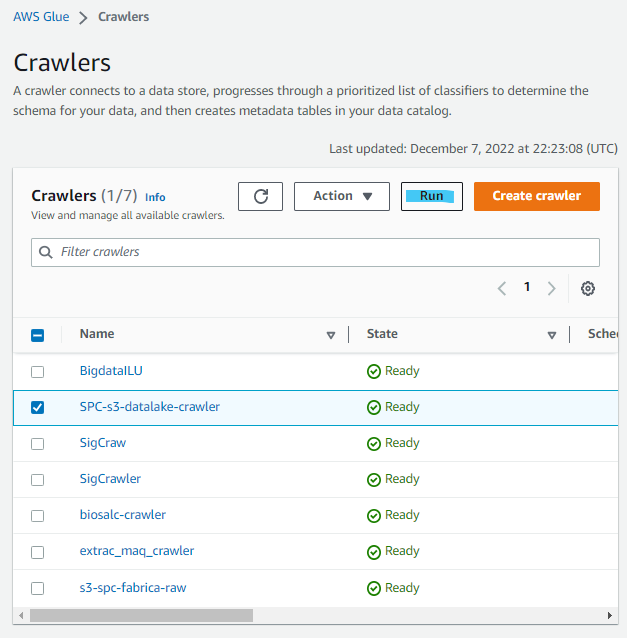 AWS Glue > Crawlers
Crawlers
A crawler connects to a data store, progresses through a prioritized list of classifiers to determine the
schema for your data, and then creates metadata tables in your data catalog.
Last updated: December 7, 2022 at 22:23:08 (UTC)
Crawlers (1/7) Info
View and manage all available crawlers.
Action Run Create crawler
Filter crawlers
1
Name State Sche
BigdataILU Ready
SPC-s3-datalake-crawler Ready
SigCraw Ready
SigCrawler Ready
biosalc-crawler Ready
extrac_maq_crawler Ready
s3-spc-fabrica-raw Ready